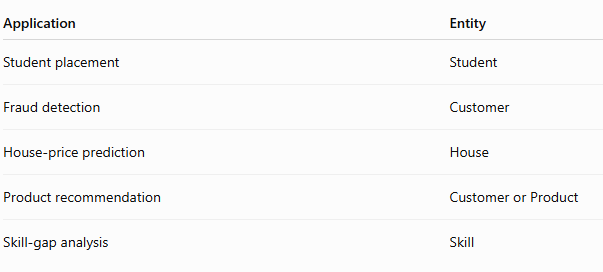 Application Entity
Student placement Student
Fraud detection Customer
House-price prediction House
Product recommendation Customer or Product
Skill-gap analysis Skill